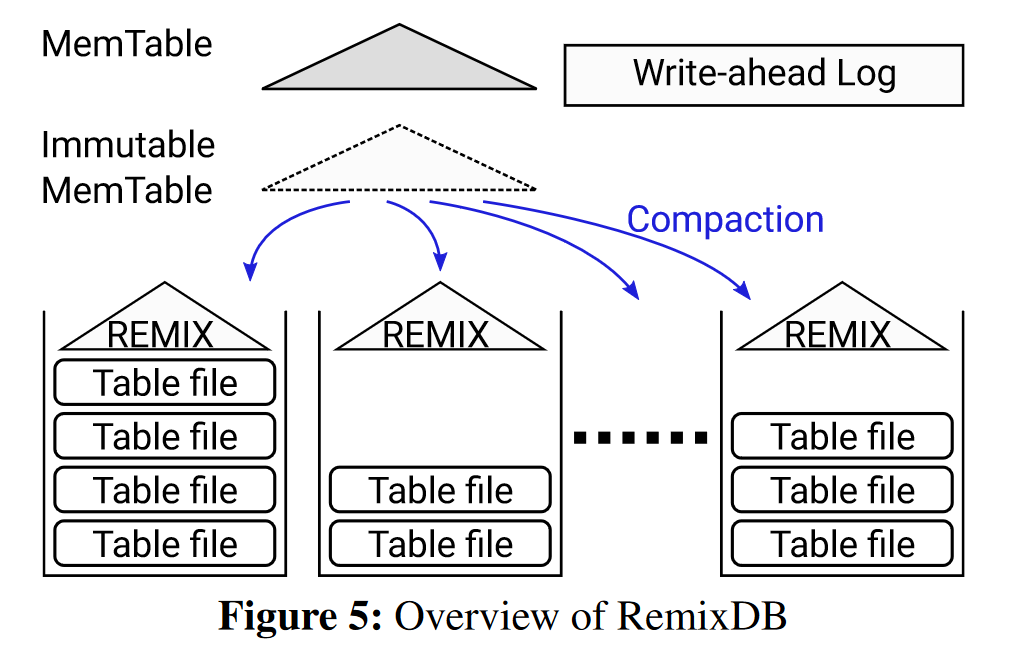 MemTable
Write-ahead Log
Immutable
MemTable
Compaction
REMIX
REMIX
REMIX
Table file
Table file
Table file
Table file
Table file
Table file
Table file
Table file
Table file
Figure 5: Overview of RemixDB